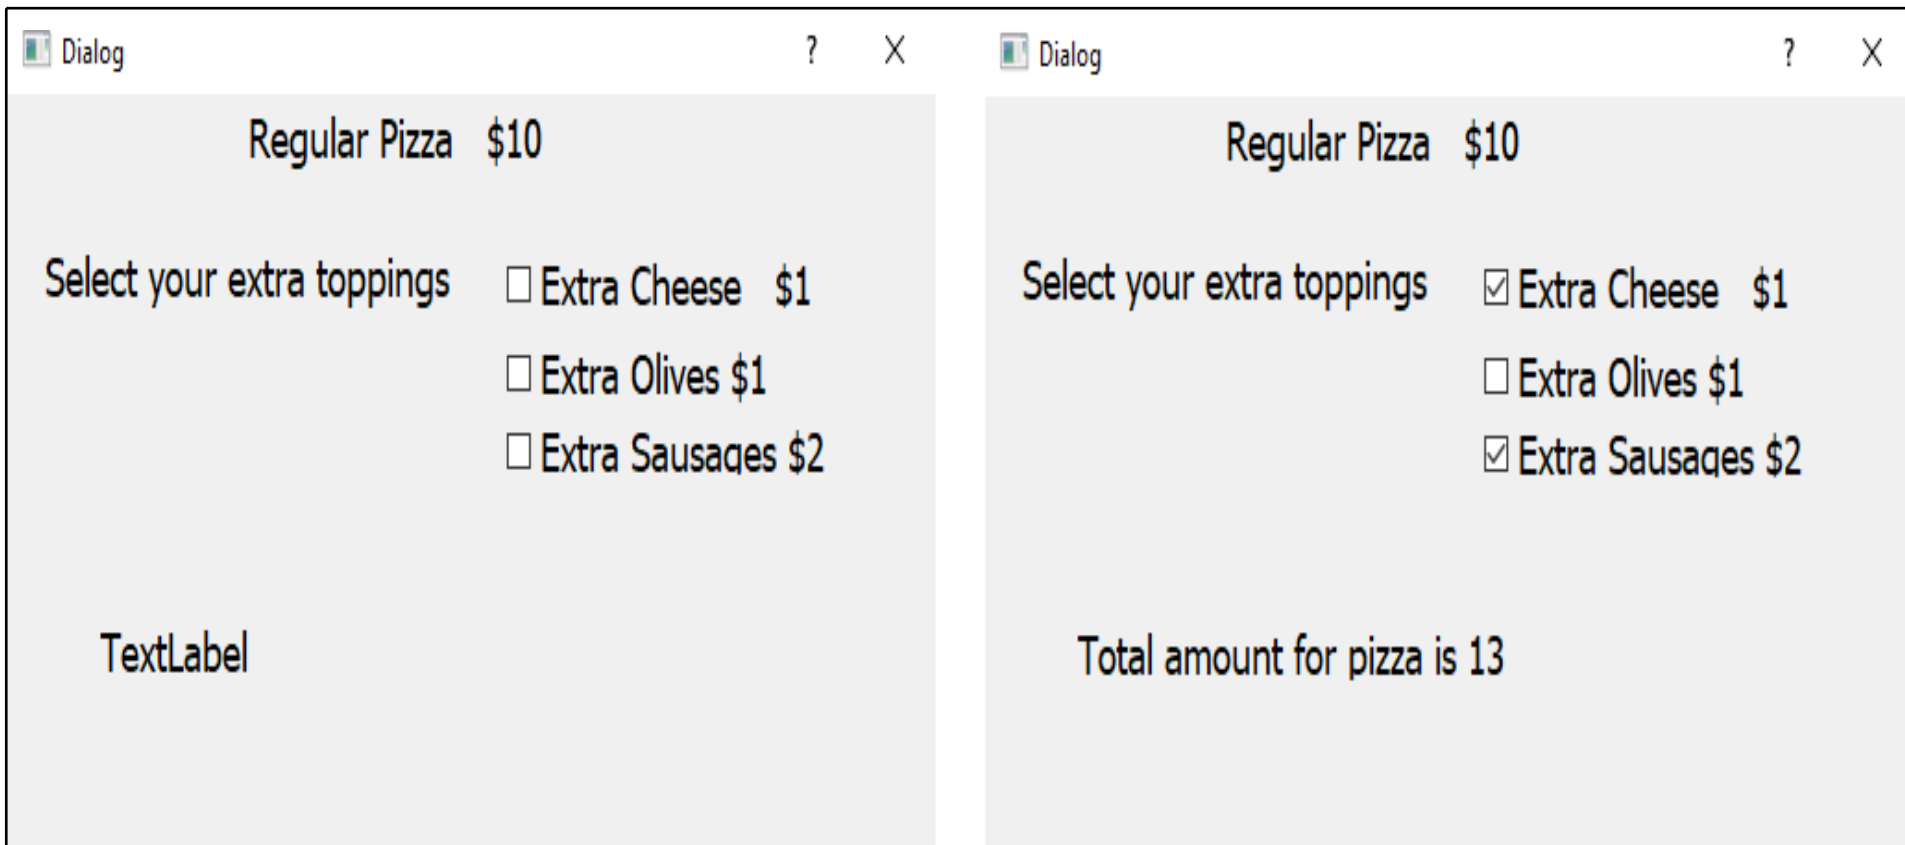 Dialog ? X
Regular Pizza $10
Select your extra toppings
Extra Cheese $1
Extra Olives $1
Extra Sausages $2
TextLabel
Dialog ? X
Regular Pizza $10
Select your extra toppings
Extra Cheese $1
Extra Olives $1
Extra Sausages $2
Total amount for pizza is 13